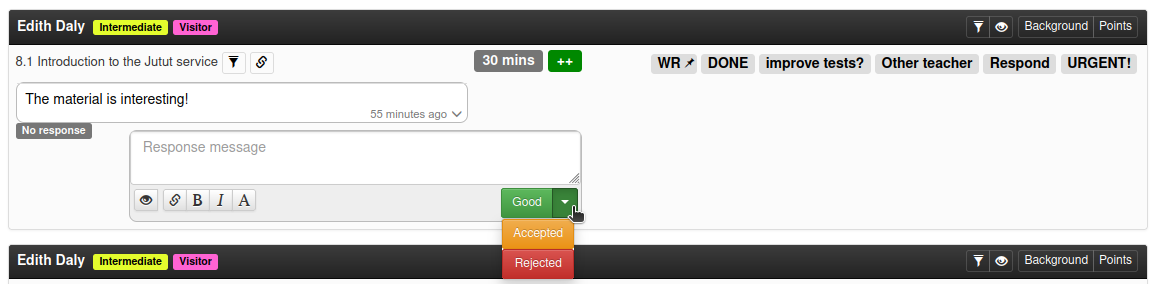 Edith Daly Intermediate Visitor Background Points
8.1 Introduction to the Jutut service 30 mins ++ WR DONE improve tests? Other teacher Respond URGENT!
The material is interesting!
55 minutes ago
No response
Response message
B I A Good
Accepted
Rejected
Edith Daly Intermediate Visitor Background Points